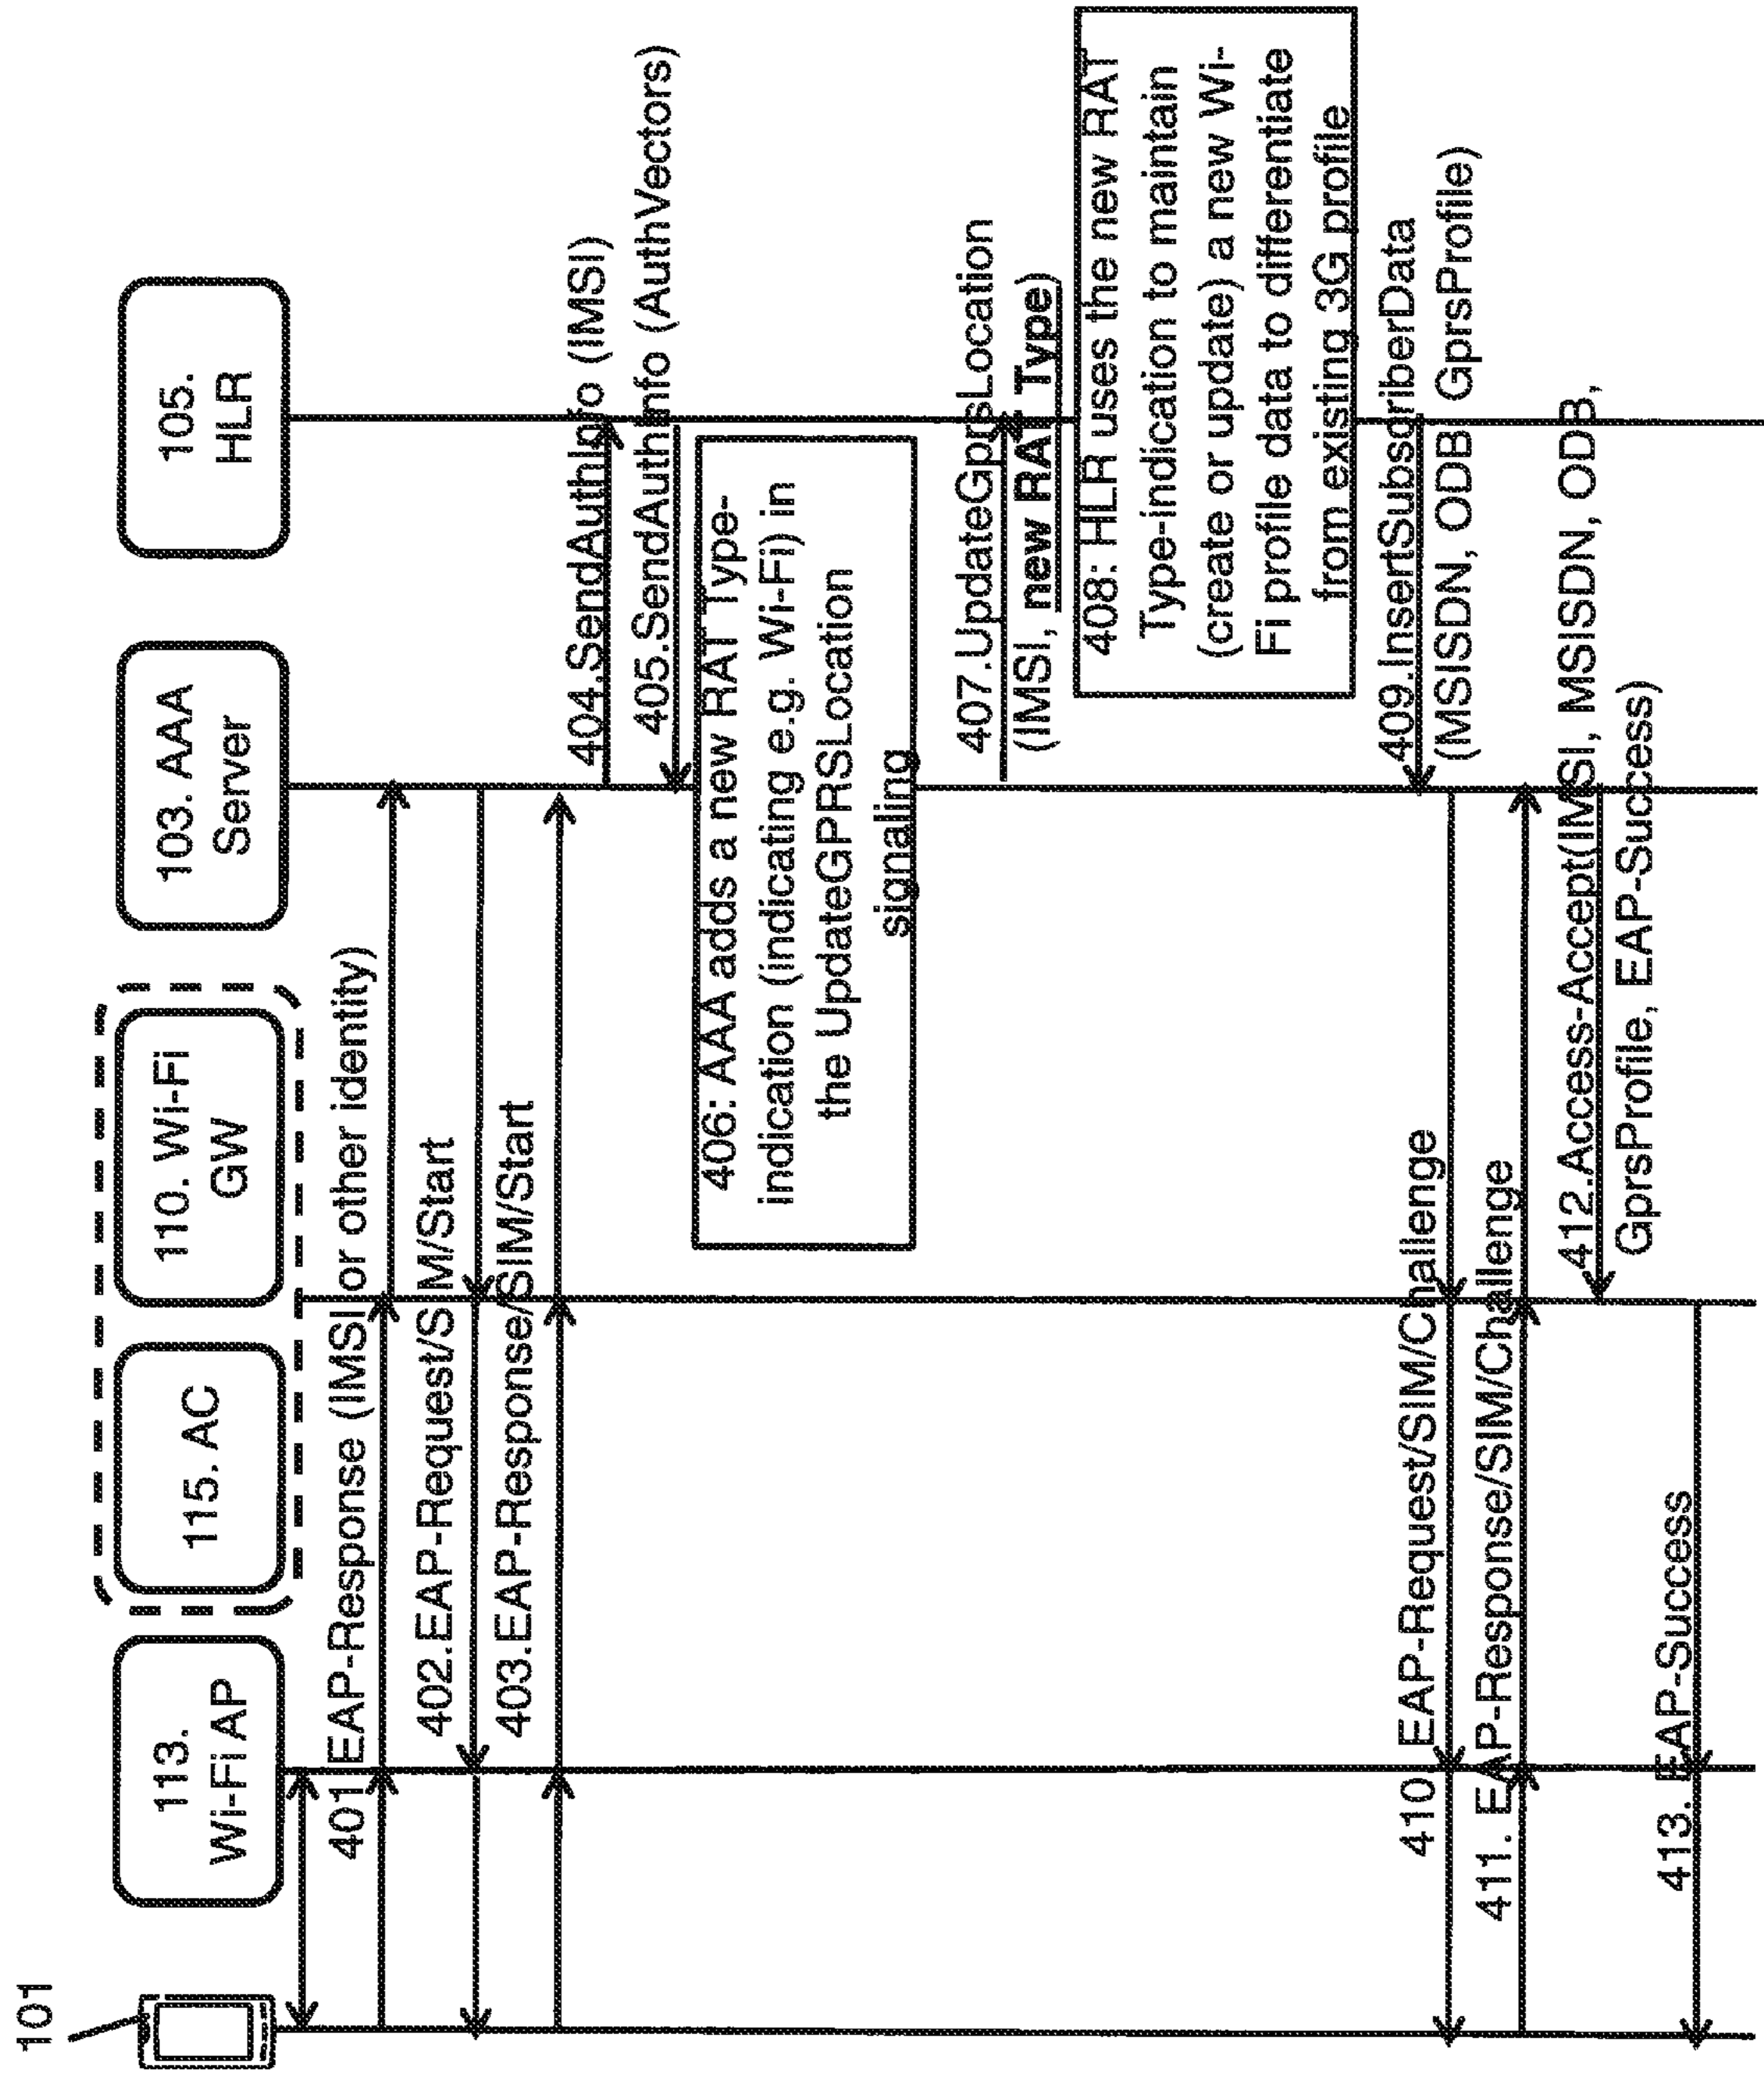 101
113.
Wi-Fi AP
115. AC
110. Wi-Fi
GW
103. AAA
Server
105.
HLR
401 EAP-Response (IMSI or other identity)
402.EAP-Request/SIM/Start
403.EAP-Response/SIM/Start
404.SendAuthInfo (IMSI)
405.SendAuthInfo (AuthVectors)
406: AAA adds a new RAT Type-
indication (indicating e.g. Wi-Fi) in
the UpdateGPRSLocation
signaling
407.UpdateGprsLocation
(IMSI, new RAT Type)
408: HLR uses the new RAT
Type-indication to maintain
(create or update) a new Wi-
Fi profile data to differentiate
from existing 3G profile
409.InsertSubscriberData
(MSISDN, ODB GprsProfile)
410 EAP-Request/SIM/Challenge
411. EAP-Response/SIM/Challenge
412.Access-Accept(IMSI, MSISDN, ODB,
GprsProfile, EAP-Success)
413. EAP-Success